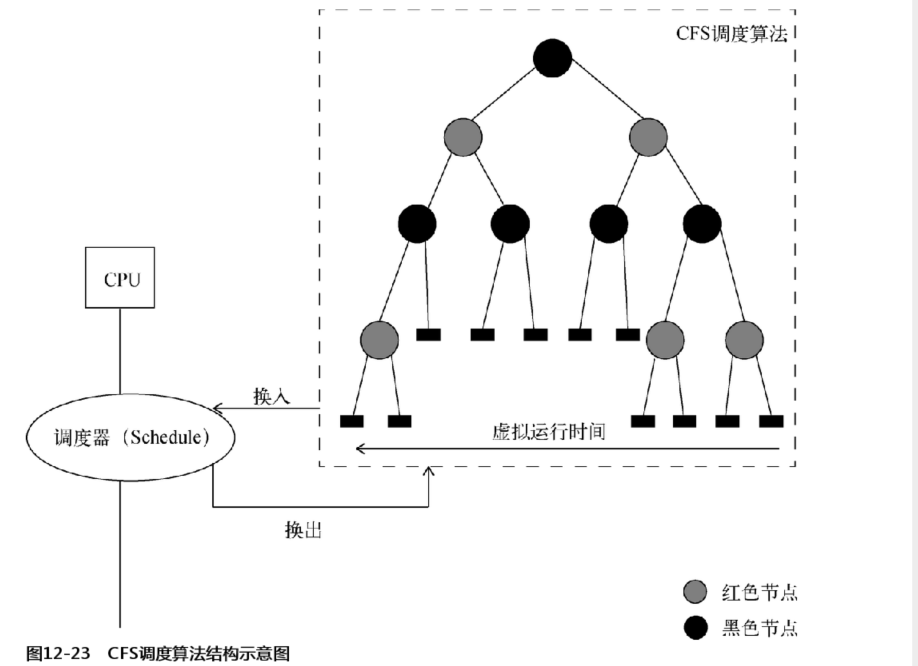 CFS调度算法
CPU
换入
调度器（Schedule）
虚拟运行时间
换出
红色节点
黑色节点
图12-23 CFS调度算法结构示意图